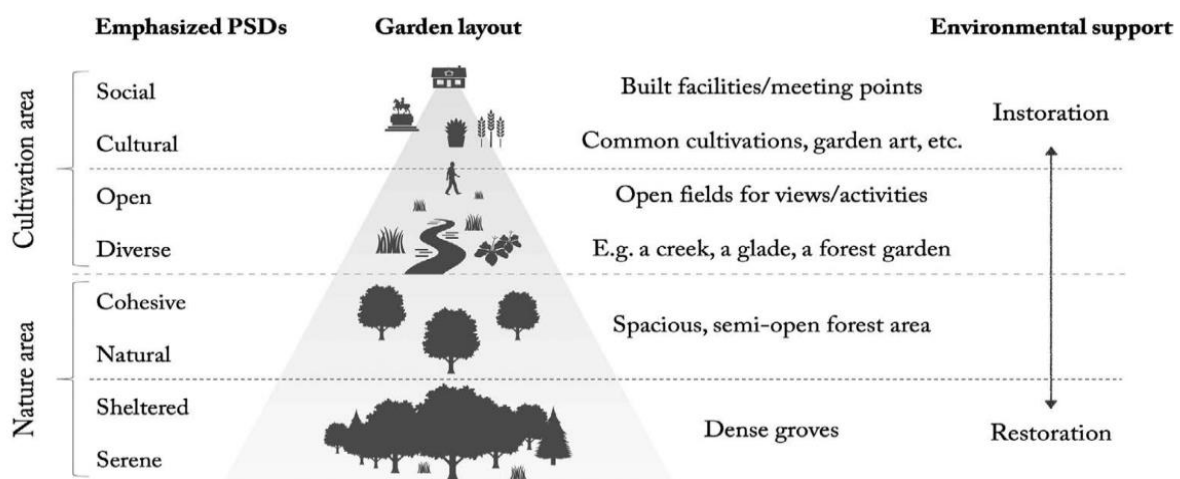 Emphasized PSDs Garden layout Environmental support
Cultivation area
Social Built facilities/meeting points
Instoration
Cultural Common cultivations, garden art, etc.
Open Open fields for views/activities
Diverse E.g. a creek, a glade, a forest garden
Nature area
Cohesive
Spacious, semi-open forest area
Natural
Sheltered
Dense groves Restoration
Serene